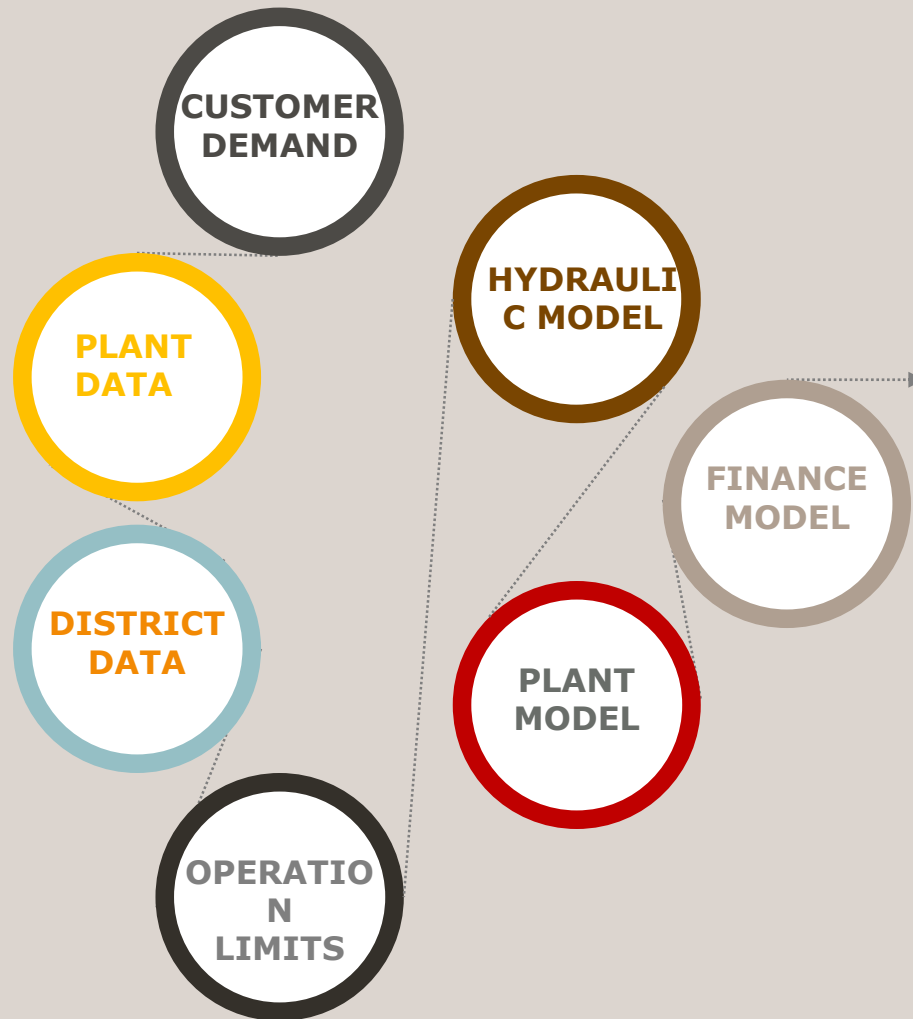 CUSTOMER
DEMAND
PLANT
DATA
DISTRICT
DATA
OPERATIO
N
LIMITS
HYDRAULI
C MODEL
PLANT
MODEL
FINANCE
MODEL